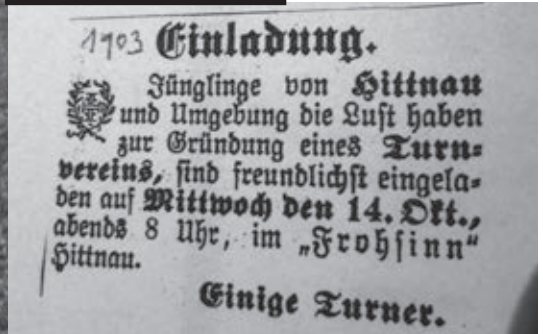 1903 Einladung.
Jünglinge von Hittnau
und Umgebung die Lust haben
zur Gründung eines Turn=
vereins, sind freundlichst eingela=
den auf Mittwoch den 14. Okt.,
abends 8 Uhr, im „Frohsinn“
Hittnau.
Einige Turner.